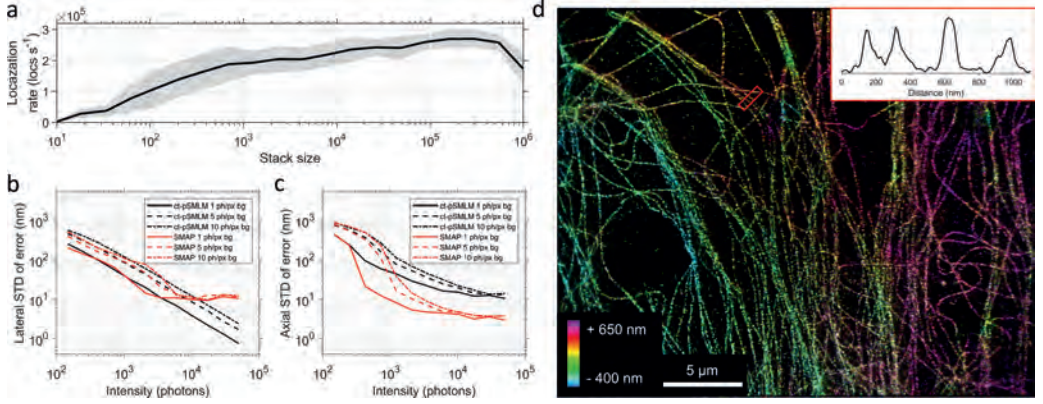 a
×10⁵
3
2
1
0
Locazation
rate (locs s⁻¹)
10¹
10²
10³
10⁴
10⁵
10⁶
Stack size
b
Lateral STD of error (nm)
10³
10²
10¹
10⁰
ct-pSMLM 1 ph/px bg
ct-pSMLM 5 ph/px bg
ct-pSMLM 10 ph/px bg
SMAP 1 ph/px bg
SMAP 5 ph/px bg
SMAP 10 ph/px bg
10² 10³ 10⁴ 10⁵
Intensity (photons)
c
Axial STD of error (nm)
10³
10²
10¹
10⁰
ct-pSMLM 1 ph/px bg
ct-pSMLM 5 ph/px bg
ct-pSMLM 10 ph/px bg
SMAP 1 ph/px bg
SMAP 5 ph/px bg
SMAP 10 ph/px bg
10² 10³ 10⁴ 10⁵
Intensity (photons)
d
0 200 400 600 800 1000
Distance (nm)
+ 650 nm
- 400 nm
5 µm